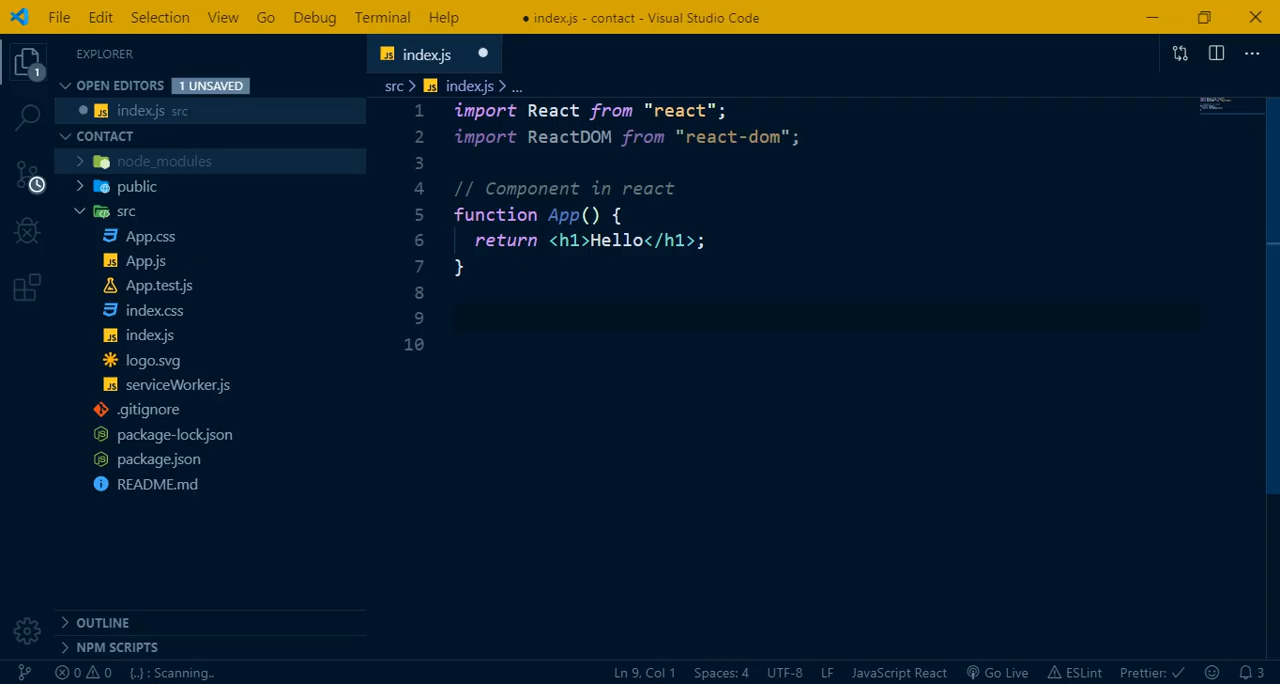 File Edit Selection View Go Debug Terminal Help ● index.js - contact - Visual Studio Code
EXPLORER
1
OPEN EDITORS 1 UNSAVED
index.js src
CONTACT
node_modules
public
src
App.css
App.js
App.test.js
index.css
index.js
logo.svg
serviceWorker.js
.gitignore
package-lock.json
package.json
README.md
OUTLINE
NPM SCRIPTS
index.js
src > index.js > ...
1 import React from "react";
2 import ReactDOM from "react-dom";
3
4 // Component in react
5 function App() {
6 return <h1>Hello</h1>;
7 }
8
9
10
0 0 {..} : Scanning.. Ln 9, Col 1 Spaces: 4 UTF-8 LF JavaScript React Go Live ESLint Prettier: ✓ 3